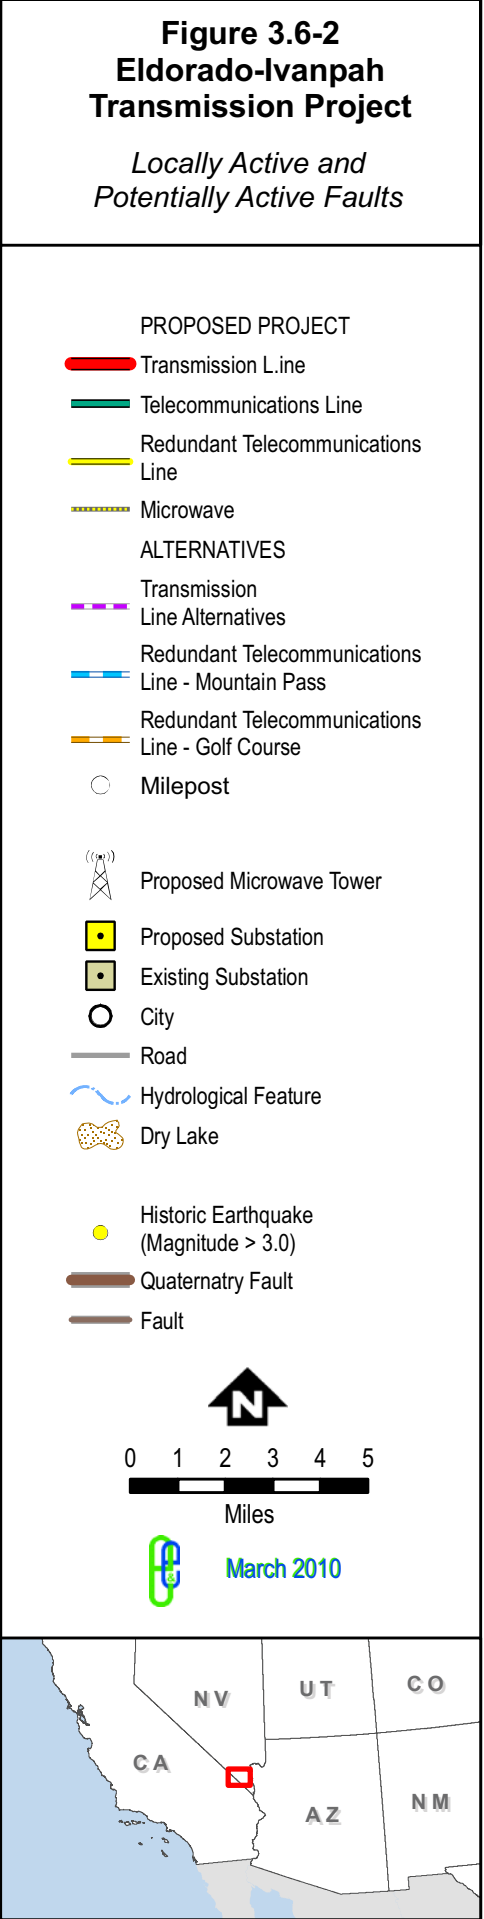 Figure 3.6-2
Eldorado-Ivanpah
Transmission Project
Locally Active and
Potentially Active Faults
PROPOSED PROJECT
Transmission L.ine
Telecommunications Line
Redundant Telecommunications
Line
Microwave
ALTERNATIVES
Transmission
Line Alternatives
Redundant Telecommunications
Line - Mountain Pass
Redundant Telecommunications
Line - Golf Course
Milepost
Proposed Microwave Tower
Proposed Substation
Existing Substation
City
Road
Hydrological Feature
Dry Lake
Historic Earthquake
(Magnitude > 3.0)
Quaternatry Fault
Fault
N
0 1 2 3 4 5
Miles
&
March 2010
NV UT CO
CA AZ NM